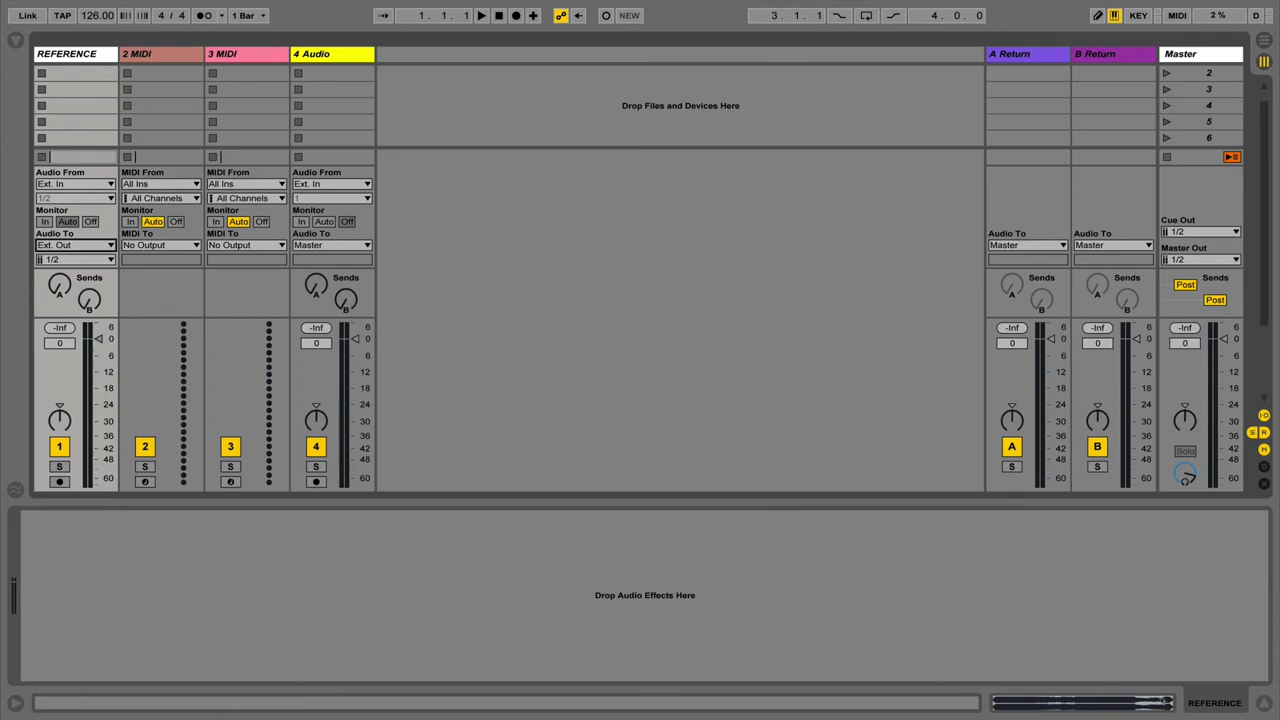 Link TAP 126.00 4 / 4 1 Bar 1. 1. 1 NEW 3. 1. 1 4. 0. 0 KEY MIDI 2 % D
REFERENCE 2 MIDI 3 MIDI 4 Audio A Return B Return Master
2
3
Drop Files and Devices Here 4
5
6
Audio From MIDI From MIDI From Audio From
Ext. In All Ins All Ins Ext. In
1/2 All Channels All Channels 1
Monitor Monitor Monitor Monitor
In Auto Off In Auto Off In Auto Off In Auto Off Cue Out
1/2
Audio To MIDI To MIDI To Audio To Audio To Audio To
Ext. Out No Output No Output Master Master Master Master Out
1/2 1/2
Sends Sends Sends Sends Sends
A B A B A B A B Post
Post
-Inf 6 -Inf 6 -Inf 6 -Inf 6 -Inf 6
0 0 0 0 0 0 0 0 0 0
6 6 6 6 6
12 12 12 12 12
18 18 18 18 18
24 24 24 24 24
30 30 30 30 30
36 36 36 36 36
1 2 3 4 A B
42 42 42 42 Solo 42
48 48 48 48 48
S S S S S S
60 60 60 60 60
I·O
S R
M
D
X
Drop Audio Effects Here
REFERENCE